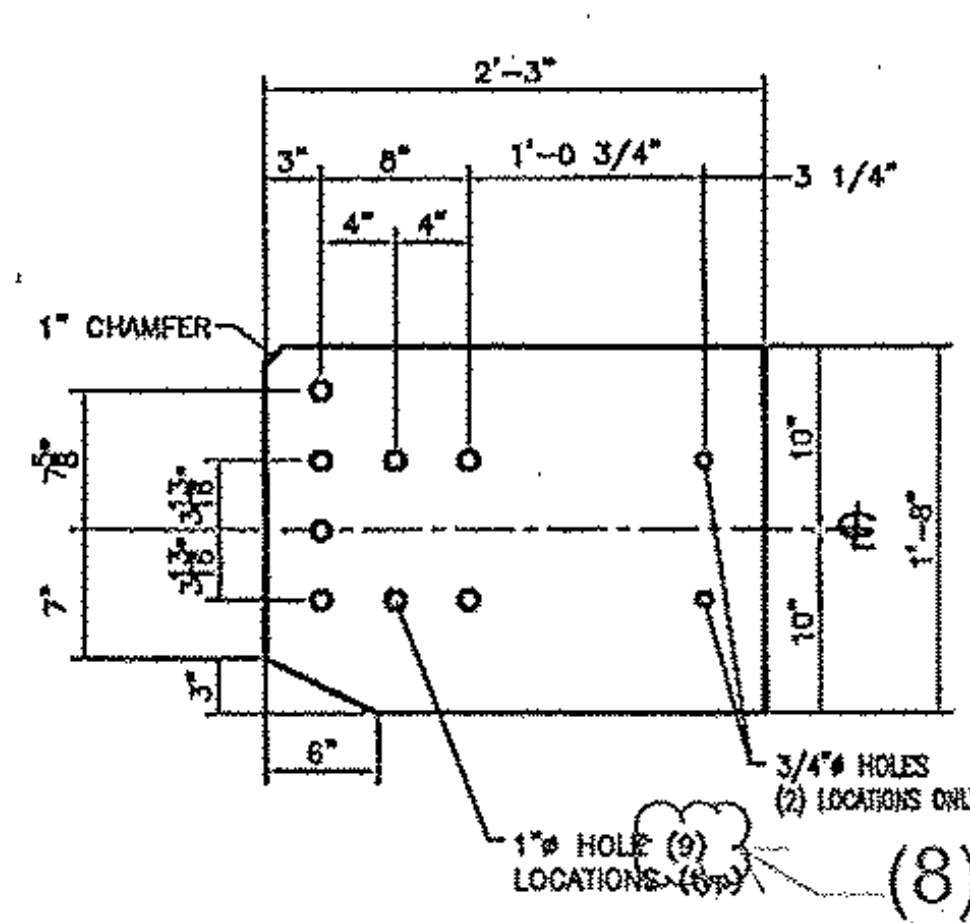 2'-3"
3" 8" 1'-0 3/4" 3 1/4"
4" 4"
1" CHAMFER
7 5/8"
3 13/16"
3 13/16"
7"
3"
6"
10"
10"
1'-8"
3/4"ø HOLES
(2) LOCATIONS ONL
1"ø HOLE (9)
LOCATIONS (typ)
(8)